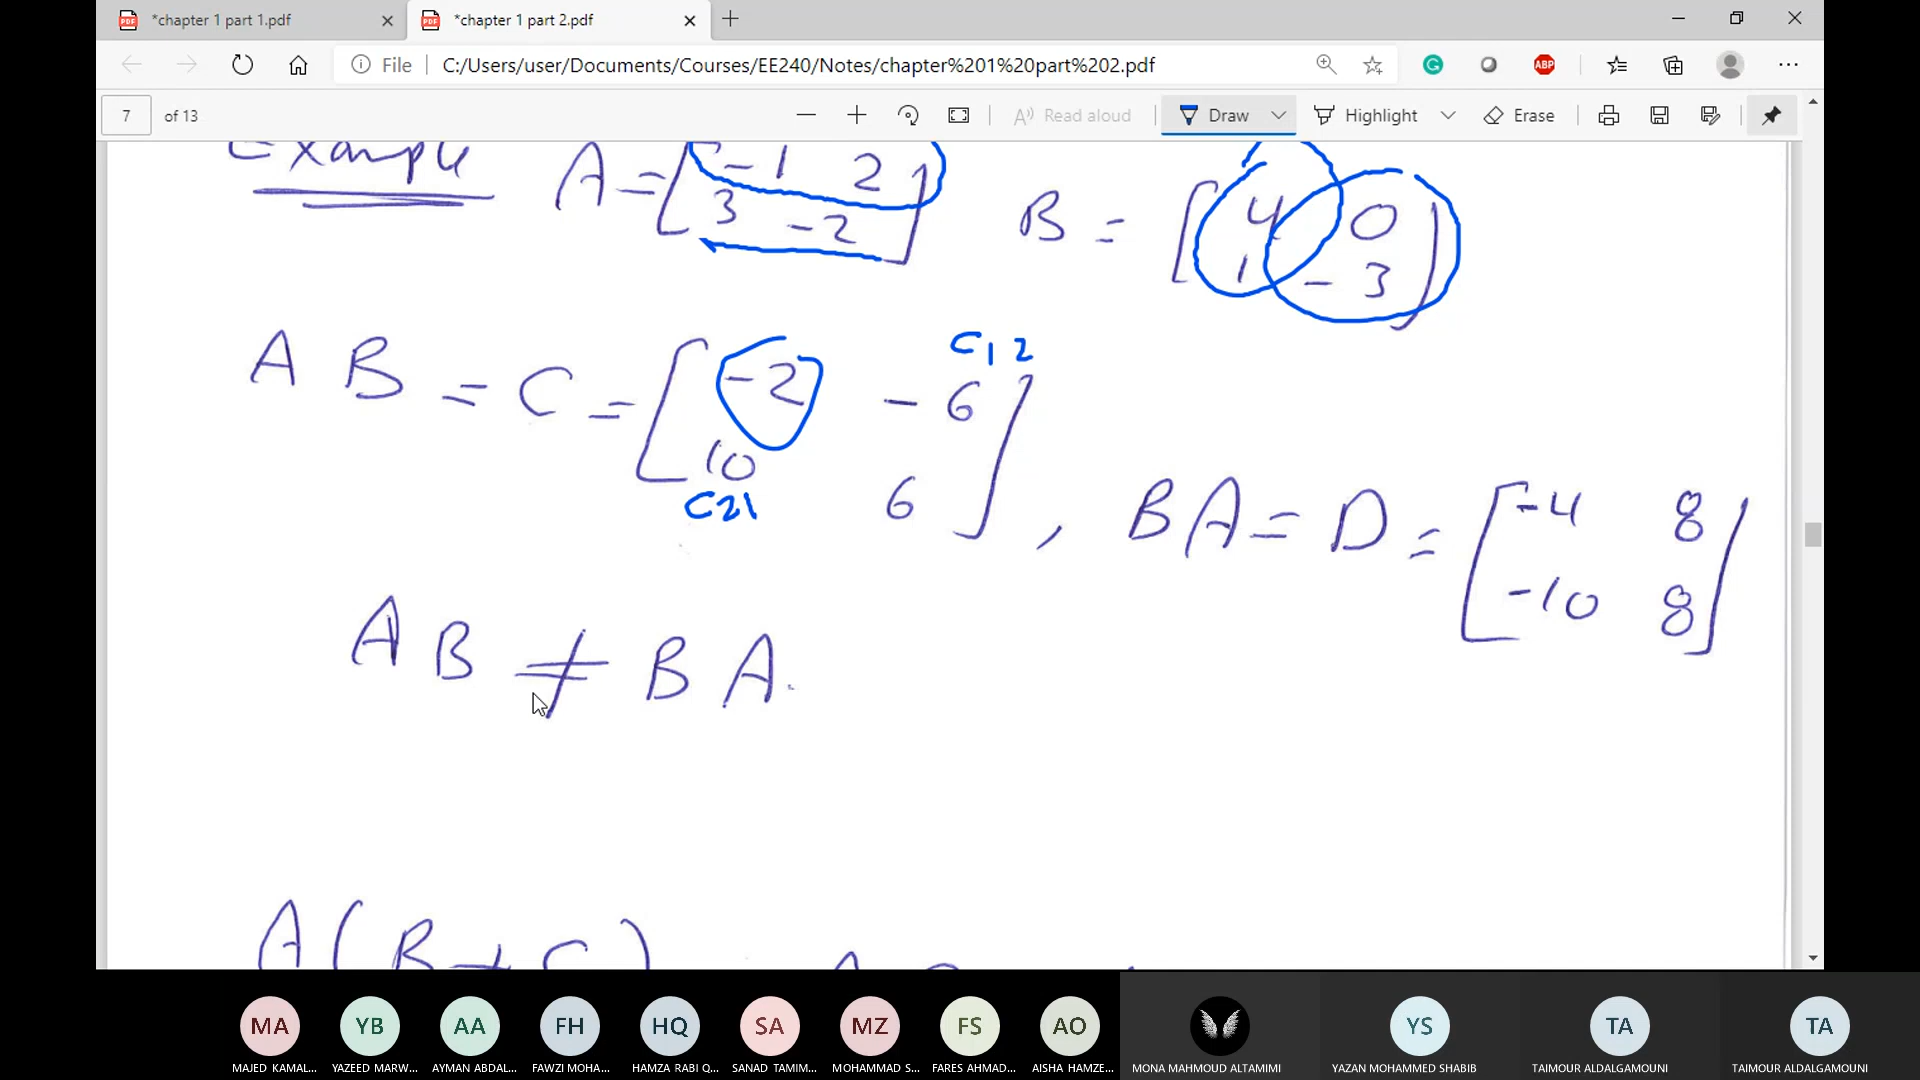 *chapter 1 part 1.pdf *chapter 1 part 2.pdf
File C:/Users/user/Documents/Courses/EE240/Notes/chapter%201%20part%202.pdf ABP
7 of 13 Read aloud Draw Highlight Erase
Example A = [ -1 2
3 -2 ] B = [ 4 0
1 -3 ]
C12
A B = C = [ -2 -6
10 6 ]
C21
, BA = D = [ -4 8
-10 8 ]
A B ≠ B A.
A ( B + C )
MA YB AA FH HQ SA MZ FS AO YS TA TA
MAJED KAMAL... YAZEED MARW... AYMAN ABDAL... FAWZI MOHA... HAMZA RABI Q... SANAD TAMIM... MOHAMMAD S... FARES AHMAD... AISHA HAMZE... MONA MAHMOUD ALTAMIMI YAZAN MOHAMMED SHABIB TAIMOUR ALDALGAMOUNI TAIMOUR ALDALGAMOUNI